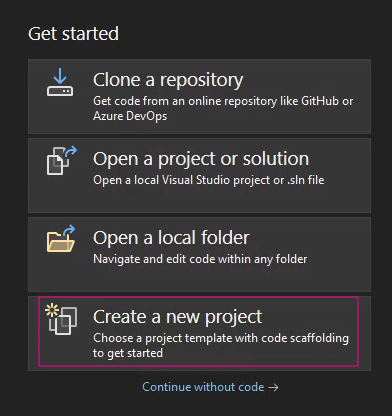 Get started
Clone a repository
Get code from an online repository like GitHub or
Azure DevOps
Open a project or solution
Open a local Visual Studio project or .sln file
Open a local folder
Navigate and edit code within any folder
Create a new project
Choose a project template with code scaffolding
to get started
Continue without code →